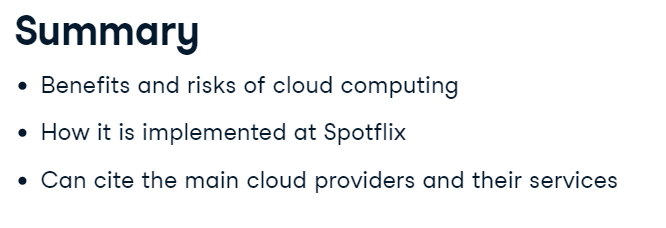 Summary
• Benefits and risks of cloud computing
• How it is implemented at Spotflix
• Can cite the main cloud providers and their services